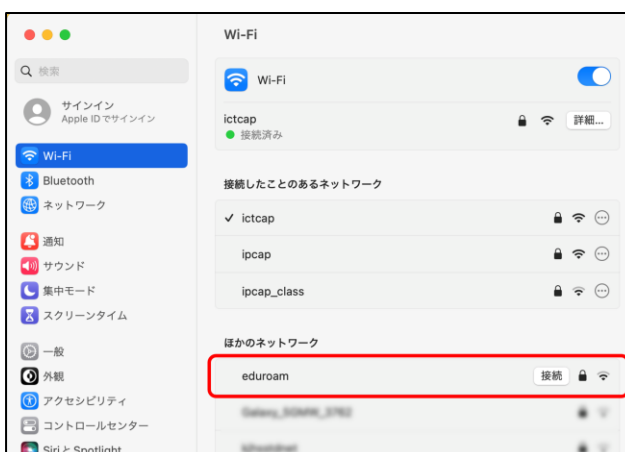 Wi-Fi
検索
Wi-Fi
サインイン
Apple ID でサインイン
ictcap
接続済み
詳細...
Wi-Fi
Bluetooth
ネットワーク
接続したことのあるネットワーク
ictcap
通知
サウンド
ipcap
集中モード
ipcap_class
スクリーンタイム
ほかのネットワーク
一般
外観
eduroam
接続
アクセシビリティ
コントロールセンター
Siri と Spotlight